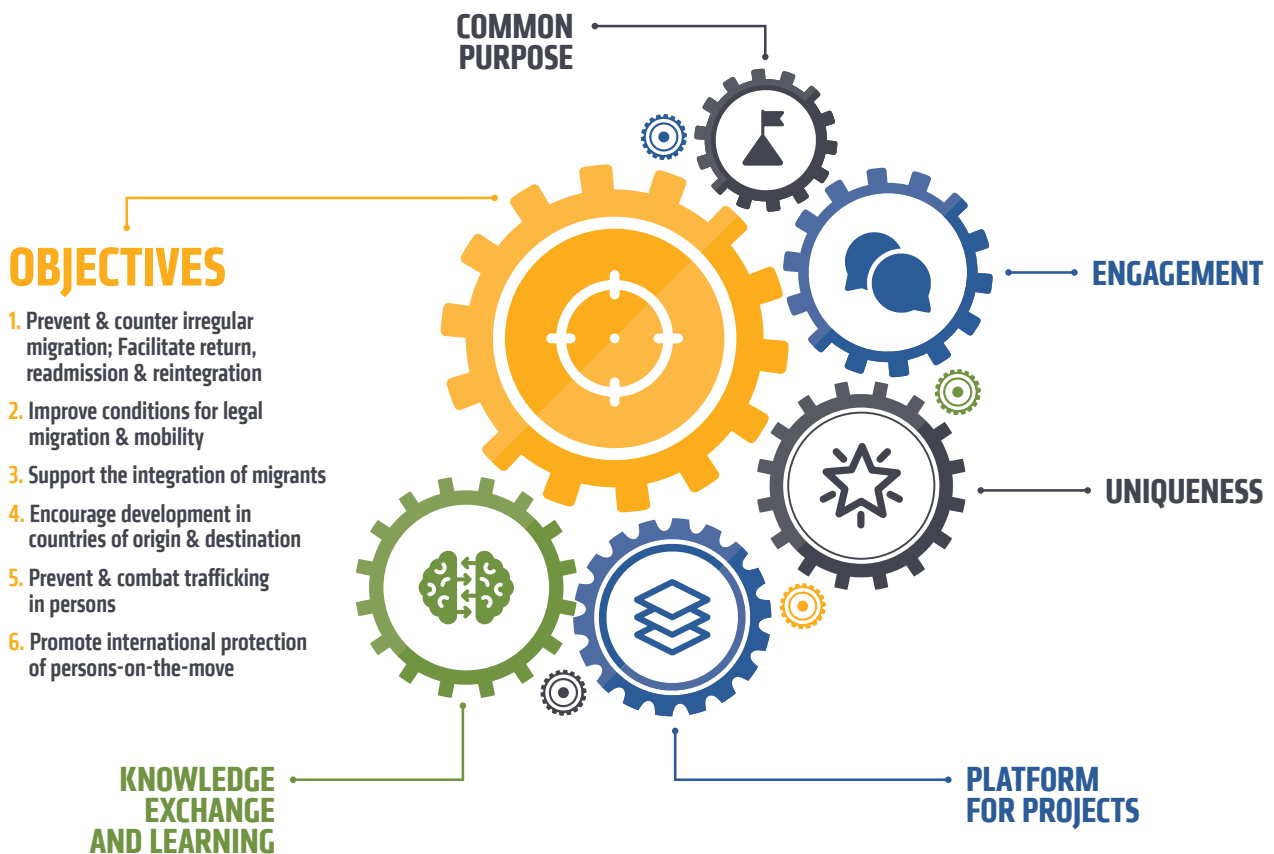 COMMON
PURPOSE
OBJECTIVES
1. Prevent & counter irregular
migration; Facilitate return,
readmission & reintegration
2. Improve conditions for legal
migration & mobility
3. Support the integration of migrants
4. Encourage development in
countries of origin & destination
5. Prevent & combat trafficking
in persons
6. Promote international protection
of persons-on-the-move
ENGAGEMENT
UNIQUENESS
KNOWLEDGE
EXCHANGE
AND LEARNING
PLATFORM
FOR PROJECTS